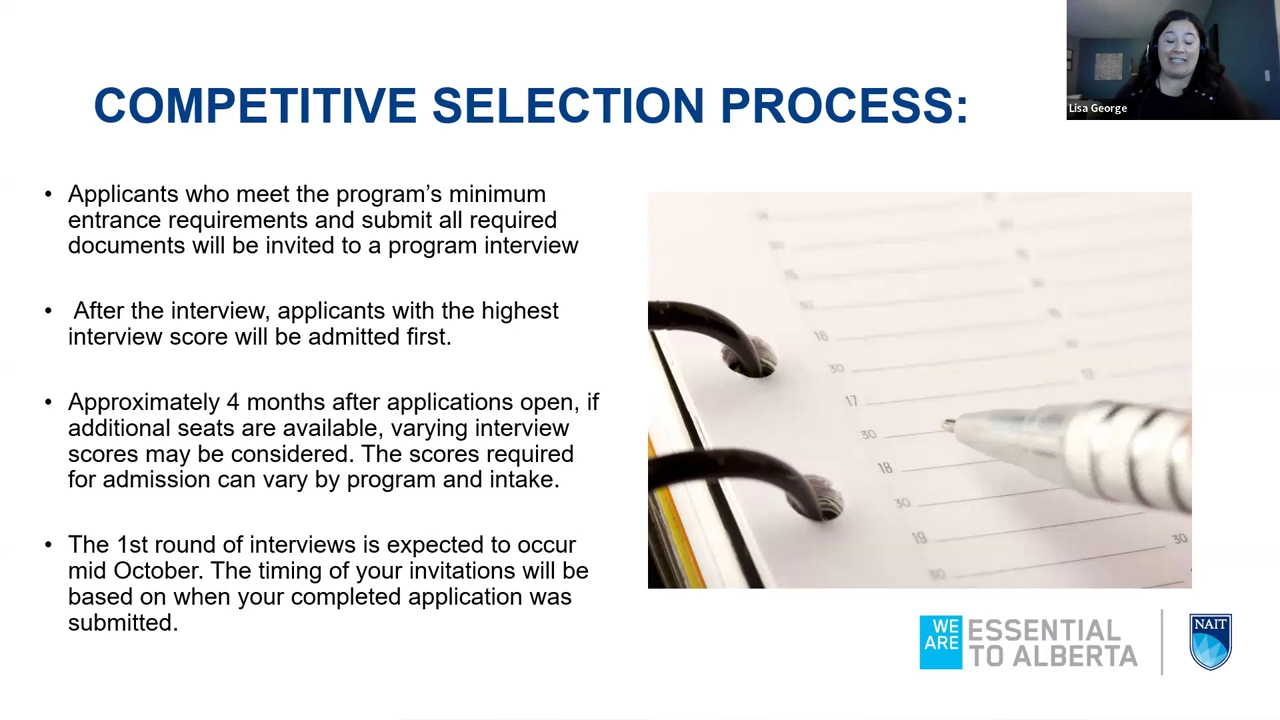 COMPETITIVE SELECTION PROCESS:
Lisa George
• Applicants who meet the program’s minimum
entrance requirements and submit all required
documents will be invited to a program interview
• After the interview, applicants with the highest
interview score will be admitted first.
• Approximately 4 months after applications open, if
additional seats are available, varying interview
scores may be considered. The scores required
for admission can vary by program and intake.
• The 1st round of interviews is expected to occur
mid October. The timing of your invitations will be
based on when your completed application was
submitted.
16
30
17
30
18
30
19
30
30
WE
ARE
ESSENTIAL
TO ALBERTA
NAIT